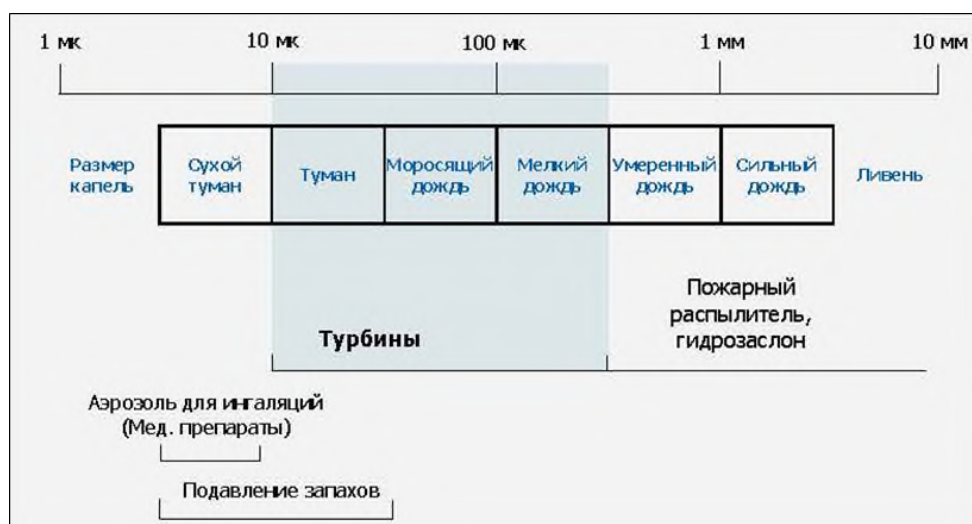 1 мк 10 мк 100 мк 1 мм 10 мм
Размер капель
Сухой туман
Туман
Моросящий дождь
Мелкий дождь
Умеренный дождь
Сильный дождь
Ливень
Турбины
Пожарный
распылитель,
гидрозаслон
Аэрозоль для ингаляций
(Мед. препараты)
Подавление запахов